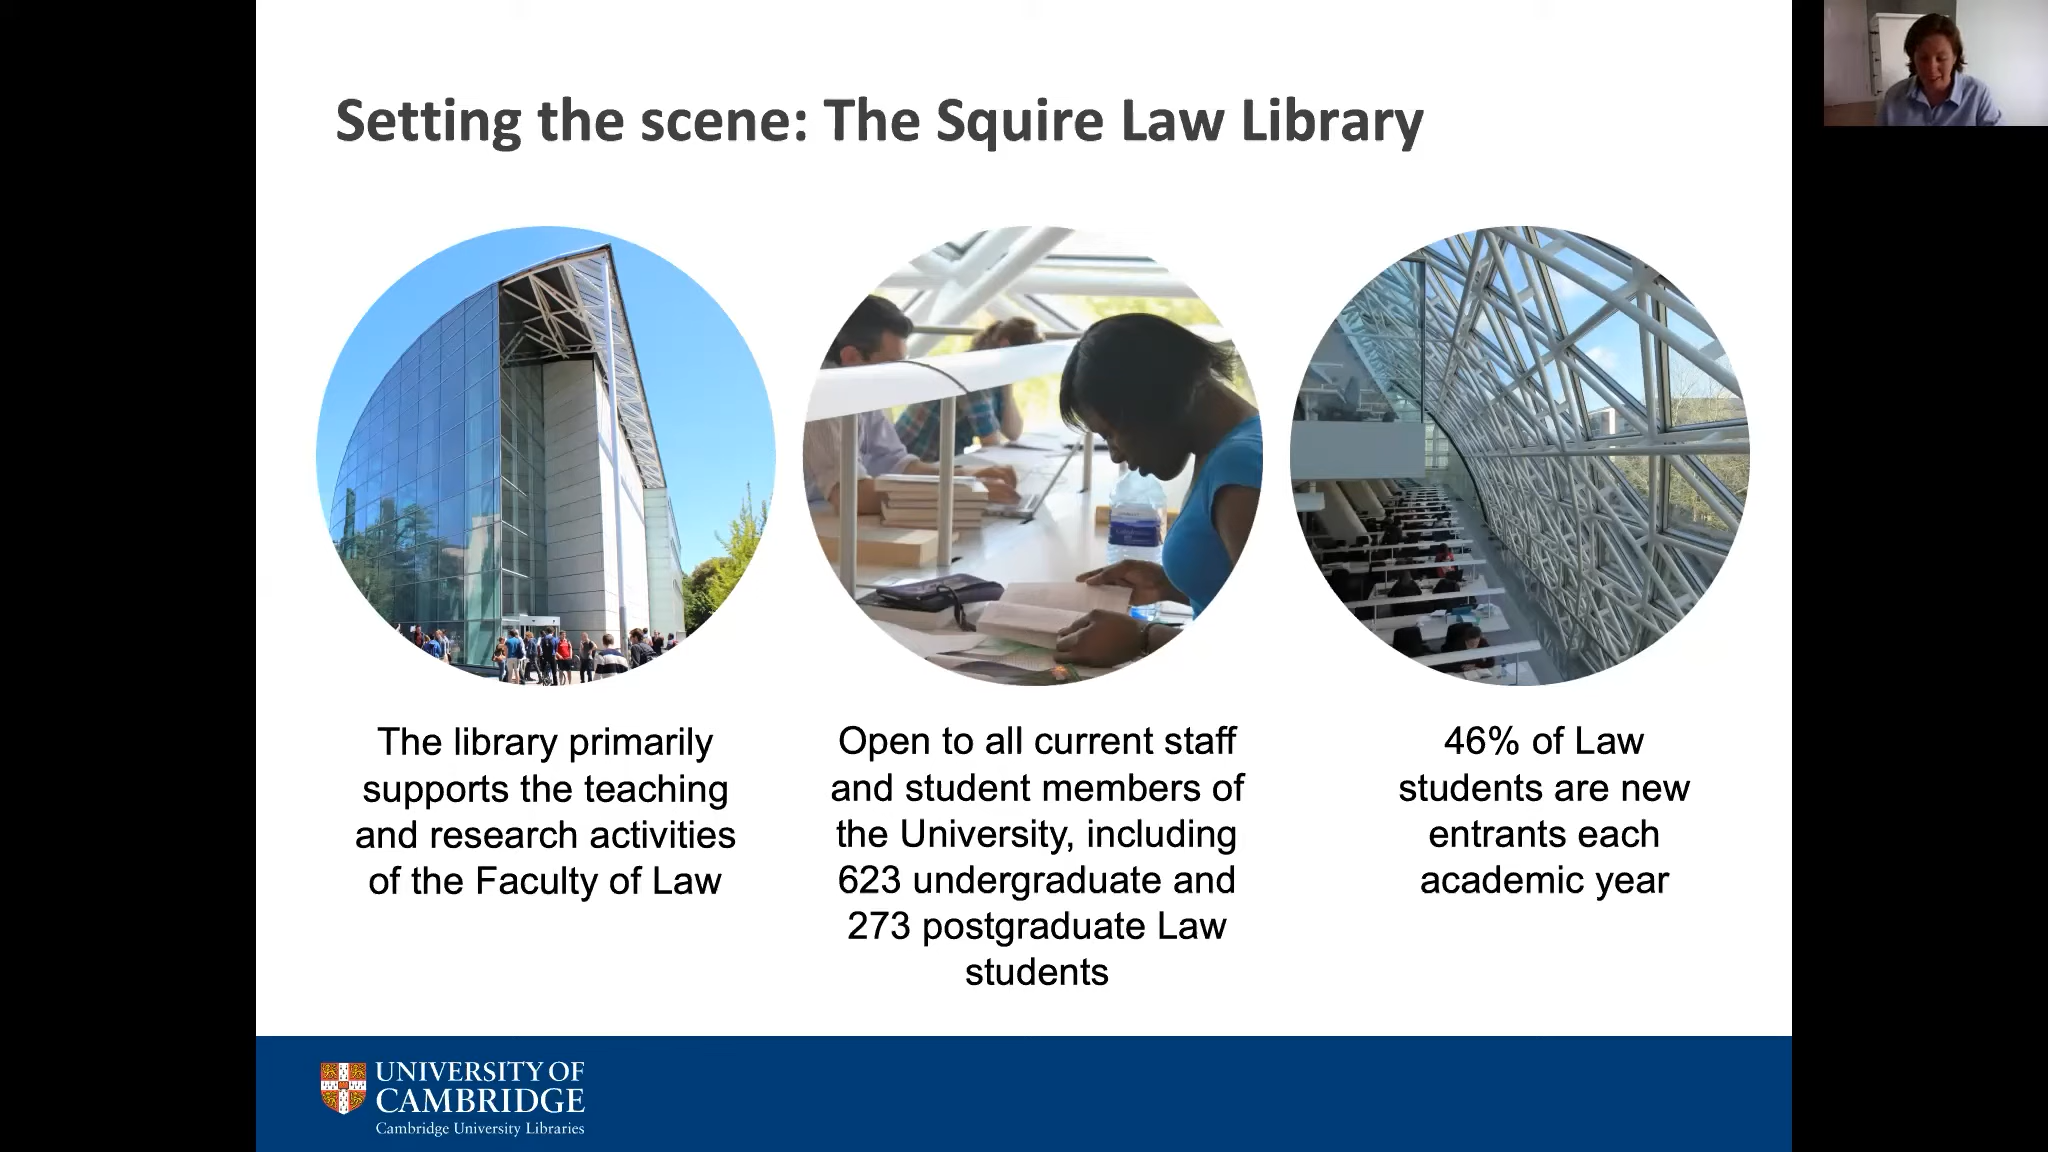 Setting the scene: The Squire Law Library
The library primarily
supports the teaching
and research activities
of the Faculty of Law
Open to all current staff
and student members of
the University, including
623 undergraduate and
273 postgraduate Law
students
46% of Law
students are new
entrants each
academic year
UNIVERSITY OF
CAMBRIDGE
Cambridge University Libraries